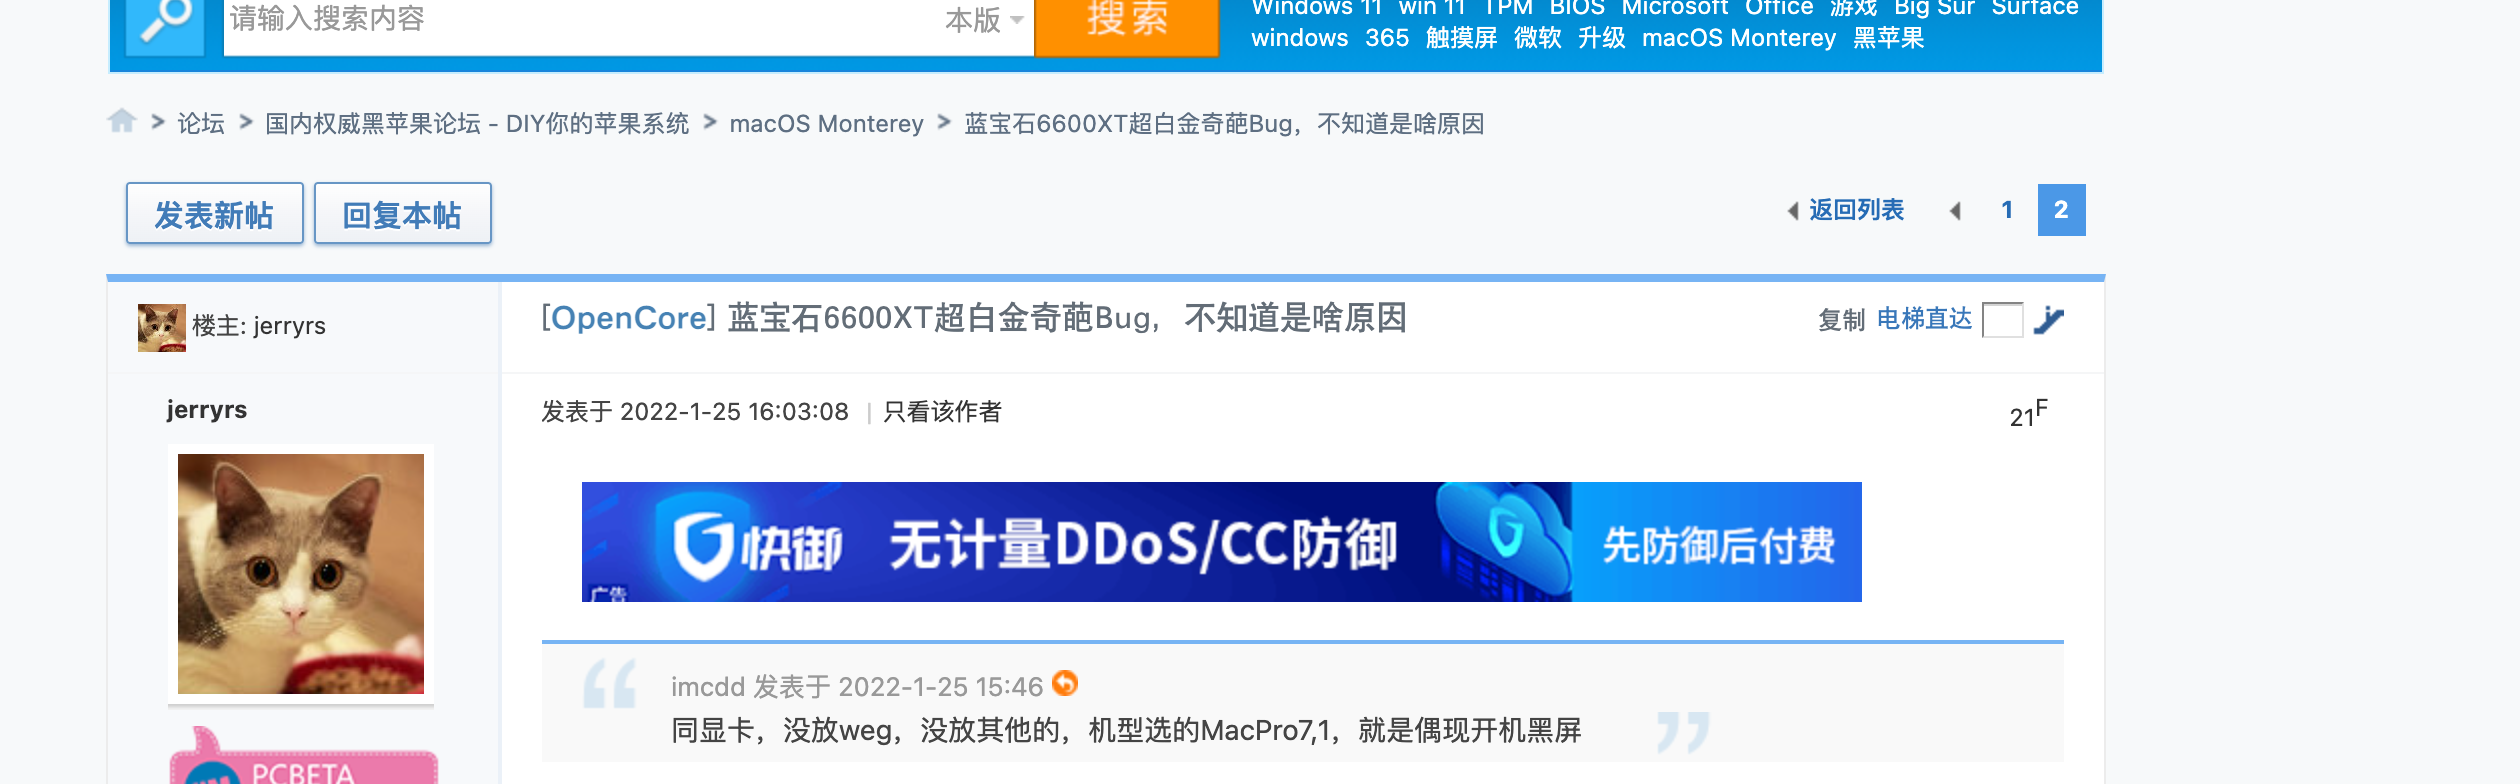 请输入搜索内容 本版 搜索
Windows 11 win 11 TPM BIOS Microsoft Office 游戏 Big Sur Surface
windows 365 触摸屏 微软 升级 macOS Monterey 黑苹果
> 论坛 > 国内权威黑苹果论坛 - DIY你的苹果系统 > macOS Monterey > 蓝宝石6600XT超白金奇葩Bug，不知道是啥原因
发表新帖 回复本帖 返回列表 1 2
楼主: jerryrs
[OpenCore] 蓝宝石6600XT超白金奇葩Bug，不知道是啥原因 复制 电梯直达
jerryrs
发表于 2022-1-25 16:03:08 | 只看该作者 21F
快御 无计量DDoS/CC防御 先防御后付费
广告
imcdd 发表于 2022-1-25 15:46
同显卡，没放weg，没放其他的，机型选的MacPro7,1，就是偶现开机黑屏
PCBETA